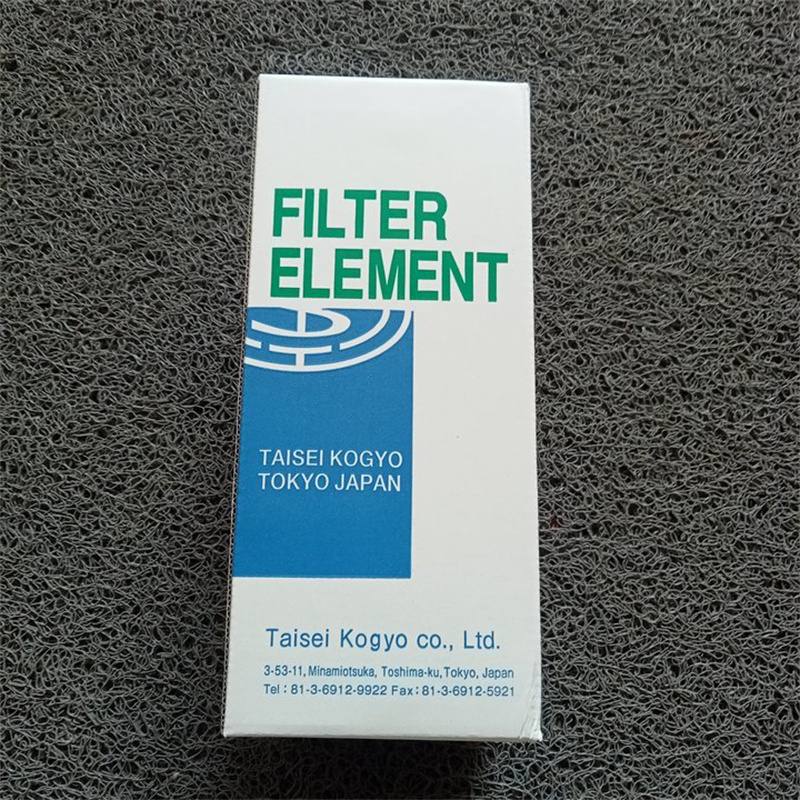 FILTER
ELEMENT
TAISEI KOGYO
TOKYO JAPAN
Taisei Kogyo co., Ltd.
3-53-11, Minamiotsuka, Toshima-ku, Tokyo, Japan
Tel : 81-3-6912-9922 Fax : 81-3-6912-5921